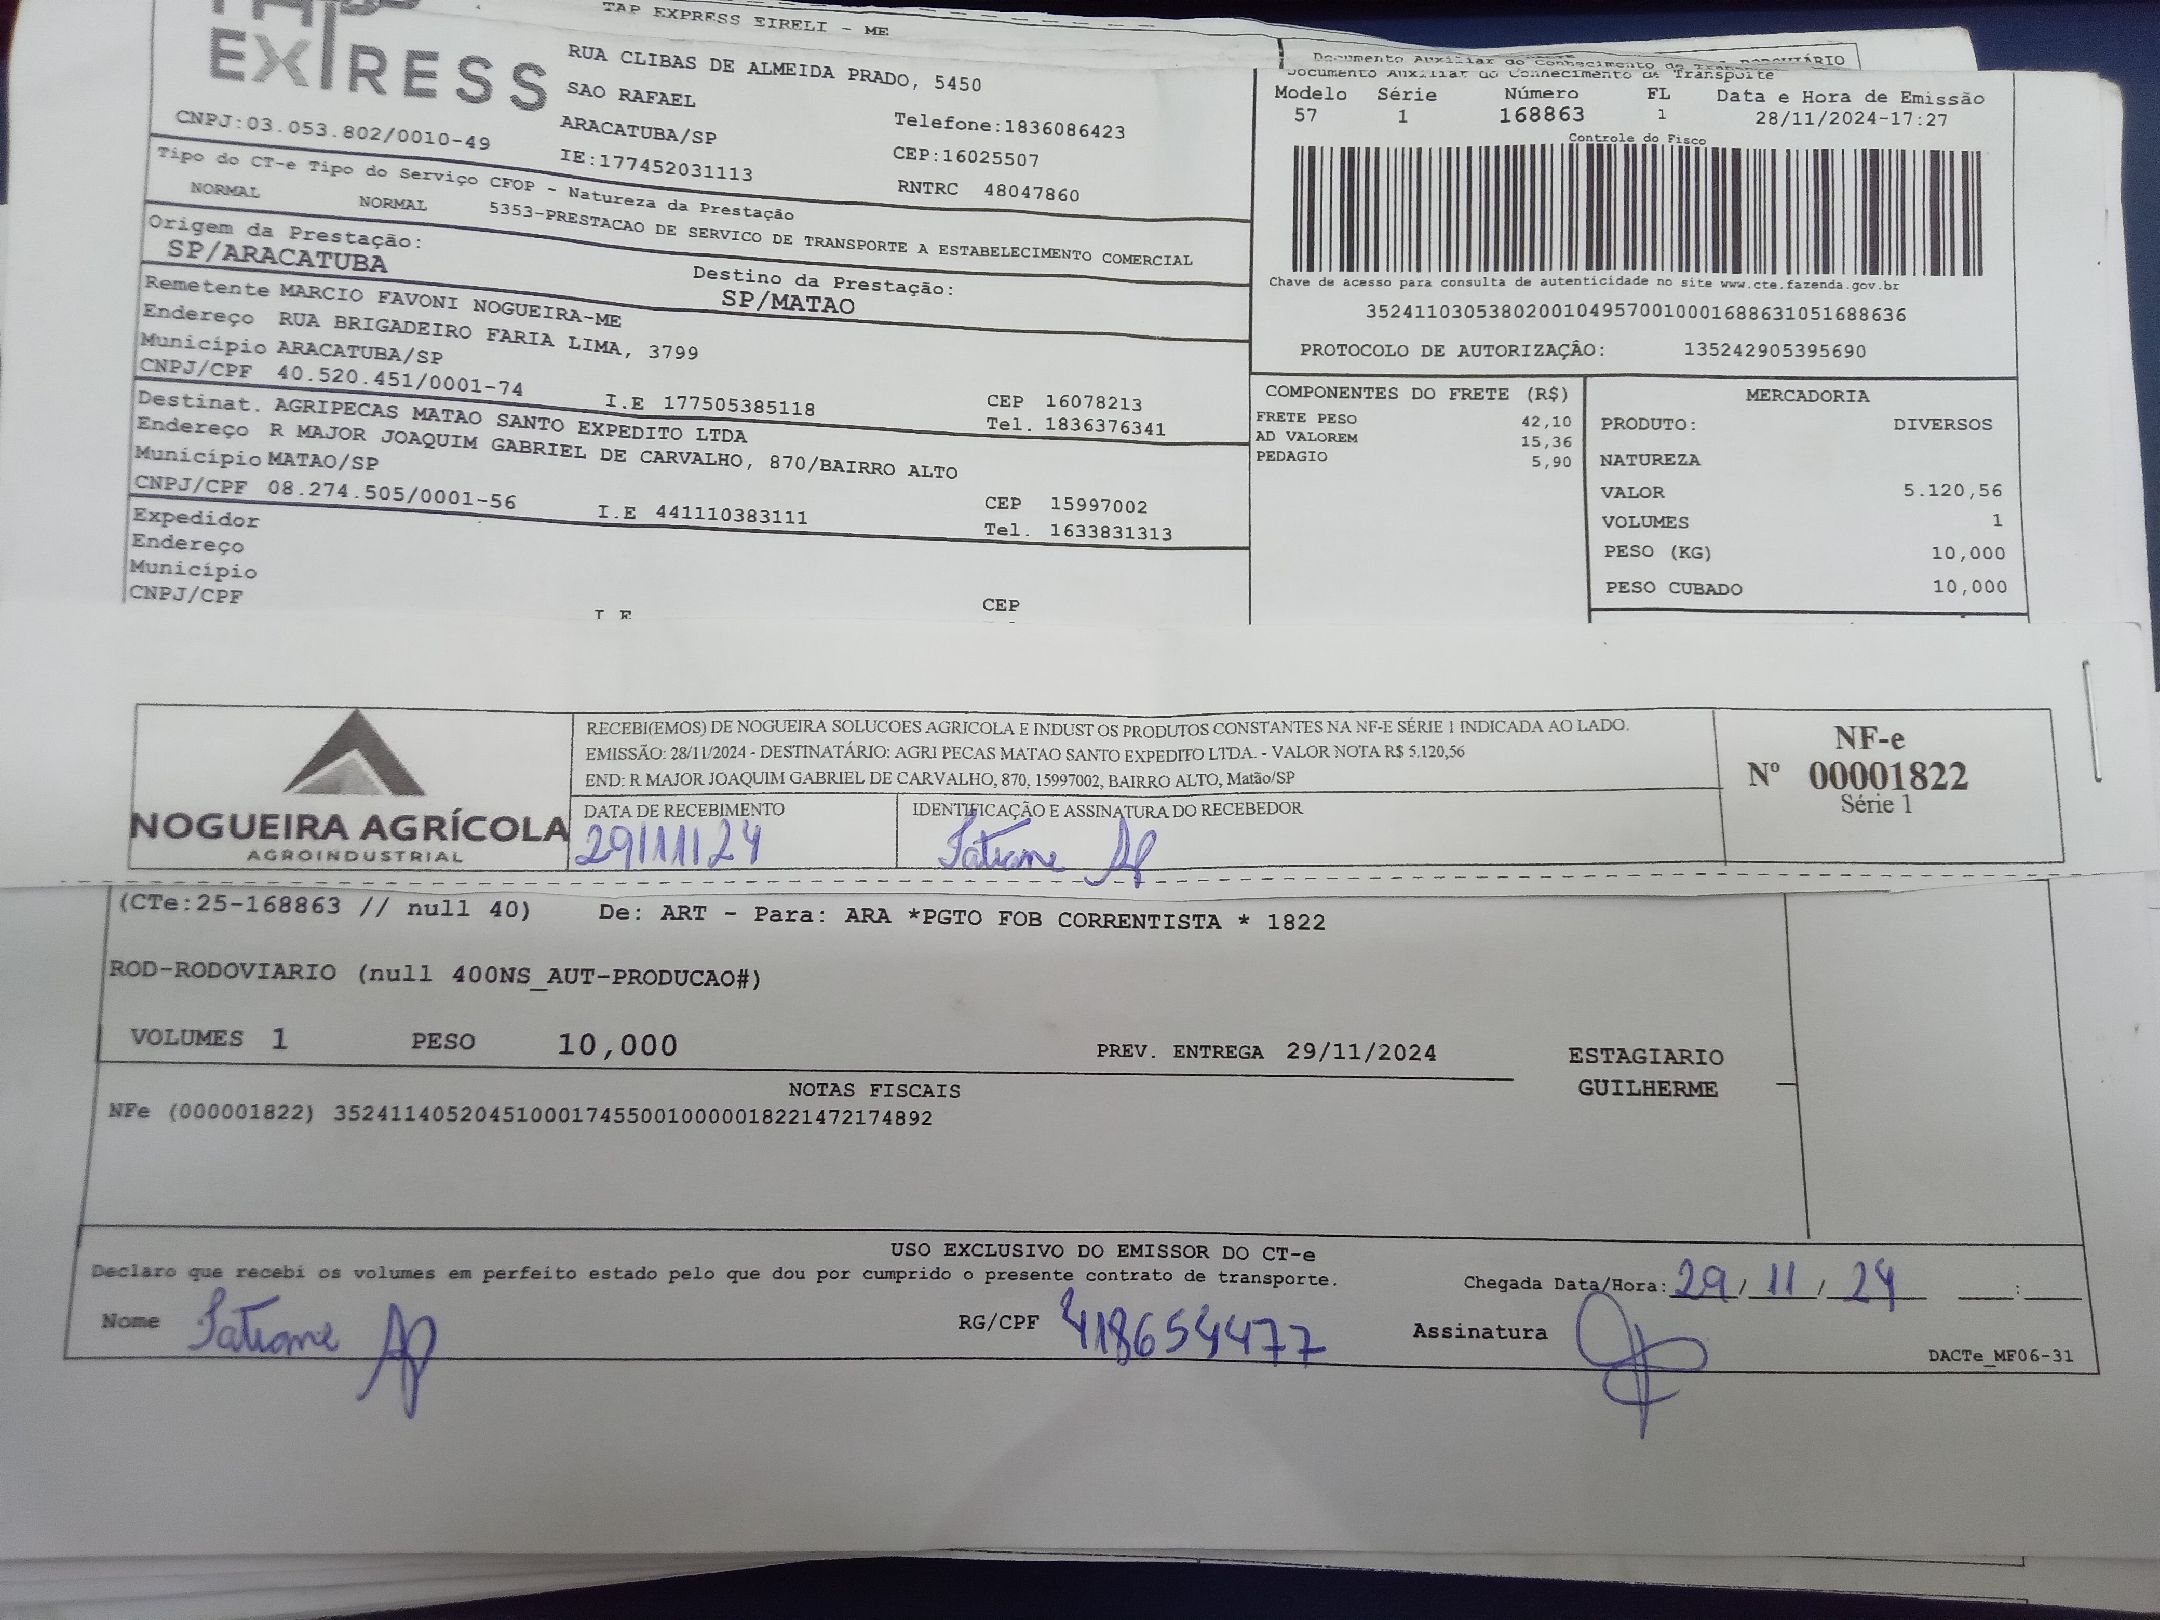 TAP EXPRESS EIRELI - ME
EXPRESS
RUA CLIBAS DE ALMEIDA PRADO, 5450
SAO RAFAEL
ARACATUBA/SP
Telefone:1836086423
CNPJ:03.053.802/0010-49
IE:177452031113
CEP:16025507
RNTRC 48047860
Documento Auxiliar do Conhecimento de Transporte
Modelo Série Número FL Data e Hora de Emissão
57 1 168863 1 28/11/2024-17:27
Controle do Fisco
Chave de acesso para consulta de autenticidade no site www.cte.fazenda.gov.br
35241103053802001049570010001688631051688636
PROTOCOLO DE AUTORIZAÇÃO: 135242905395690
Tipo do CT-e Tipo do Serviço CFOP - Natureza da Prestação
NORMAL NORMAL 5353-PRESTACAO DE SERVICO DE TRANSPORTE A ESTABELECIMENTO COMERCIAL
Origem da Prestação:
SP/ARACATUBA
Destino da Prestação:
SP/MATAO
Remetente MARCIO FAVONI NOGUEIRA-ME
Endereço RUA BRIGADEIRO FARIA LIMA, 3799
Município ARACATUBA/SP
CEP 16078213
CNPJ/CPF 40.520.451/0001-74 I.E 177505385118 Tel. 1836376341
Destinat. AGRIPECAS MATAO SANTO EXPEDITO LTDA
Endereço R MAJOR JOAQUIM GABRIEL DE CARVALHO, 870/BAIRRO ALTO
Município MATAO/SP
CEP 15997002
CNPJ/CPF 08.274.505/0001-56 I.E 441110383111 Tel. 1633831313
Expedidor
Endereço
Município
CEP
CNPJ/CPF I E
COMPONENTES DO FRETE (R$)
FRETE PESO 42,10
AD VALOREM 15,36
PEDAGIO 5,90
MERCADORIA
PRODUTO: DIVERSOS
NATUREZA
VALOR 5.120,56
VOLUMES 1
PESO (KG) 10,000
PESO CUBADO 10,000
NOGUEIRA AGRÍCOLA
AGROINDUSTRIAL
RECEBI(EMOS) DE NOGUEIRA SOLUCOES AGRICOLA E INDUST OS PRODUTOS CONSTANTES NA NF-E SÉRIE 1 INDICADA AO LADO.
EMISSÃO: 28/11/2024 - DESTINATÁRIO: AGRI PECAS MATAO SANTO EXPEDITO LTDA. - VALOR NOTA R$ 5.120,56
END: R MAJOR JOAQUIM GABRIEL DE CARVALHO, 870, 15997002, BAIRRO ALTO, Matão/SP
DATA DE RECEBIMENTO
29/11/24
IDENTIFICAÇÃO E ASSINATURA DO RECEBEDOR
Tatiane Ap
NF-e
Nº 00001822
Série 1
(CTe:25-168863 // null 40) De: ART - Para: ARA *PGTO FOB CORRENTISTA * 1822
ROD-RODOVIARIO (null 400NS_AUT-PRODUCAO#)
VOLUMES 1 PESO 10,000 PREV. ENTREGA 29/11/2024
ESTAGIARIO
GUILHERME
NOTAS FISCAIS
NFe (000001822) 35241140520451000174550010000018221472174892
USO EXCLUSIVO DO EMISSOR DO CT-e
Declaro que recebi os volumes em perfeito estado pelo que dou por cumprido o presente contrato de transporte.
Chegada Data/Hora: 29/11/24 __:__
Nome Tatiane Ap
RG/CPF 418654477
Assinatura
DACTe_MF06-31